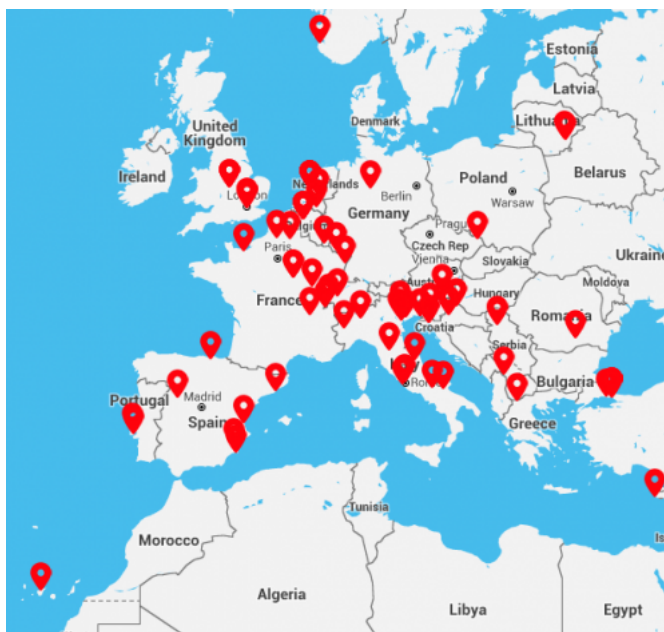 Estonia
Latvia
Denmark
Lithuania
United
Kingdom
Ireland
Belarus
Netherlands
Poland
London
Berlin
Warsaw
Germany
Belgium
Prague
Paris
Czech Rep
Ukraine
Vienna
Slovakia
Moldova
France
Hungary
Romania
Croatia
Serbia
Italy
Bulgaria
Portugal
Madrid
Rome
Spain
Greece
Tunisia
Morocco
Algeria
Libya
Egypt